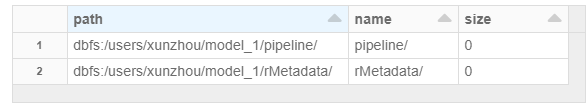 path name size
1 dbfs:/users/xunzhou/model_1/pipeline/ pipeline/ 0
2 dbfs:/users/xunzhou/model_1/rMetadata/ rMetadata/ 0